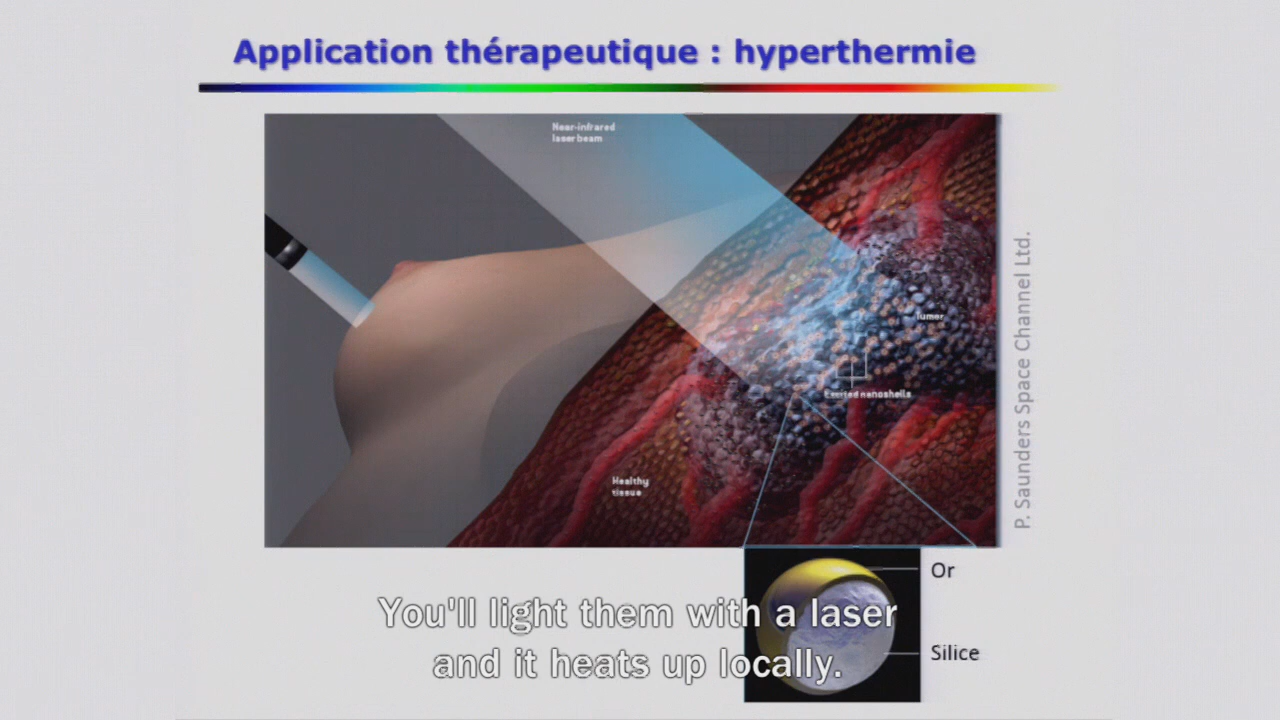 Application thérapeutique : hyperthermie
Near-infrared
laser beam
Tumor
Excited nanoshells
Healthy
tissue
P. Saunders Space Channel Ltd.
Or
Silice
You'll light them with a laser
and it heats up locally.